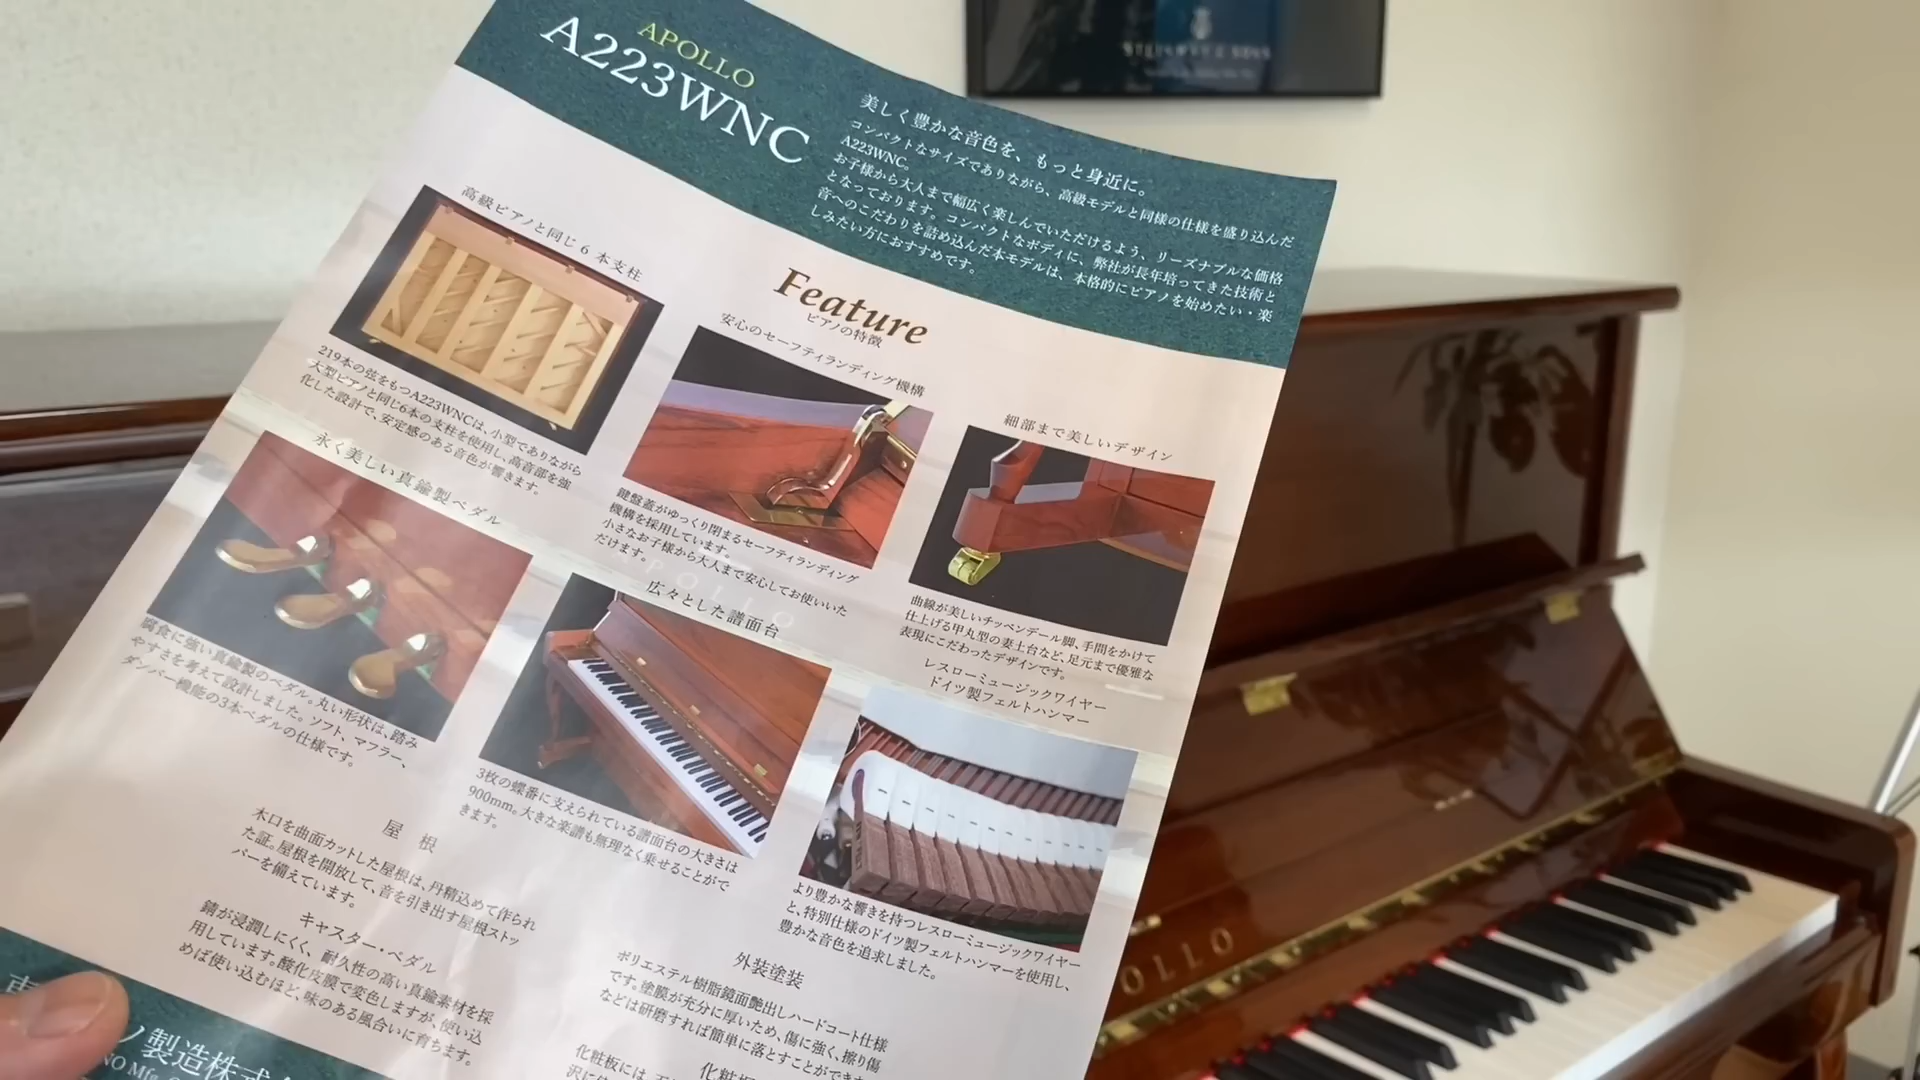 APOLLO
A223WNC
美しく豊かな音色を、もっと身近に。
コンパクトなサイズでありながら、高級モデルと同様の仕様を盛り込んだ
A223WNC。
お子様から大人まで幅広く楽しんでいただけるよう、リーズナブルな価格
となっております。コンパクトなボディに、弊社が長年培ってきた技術と
音へのこだわりを詰め込んだ本モデルは、本格的にピアノを始めたい・楽
しみたい方におすすめです。
STEINWAY & SONS
Feature
ピアノの特徴
高級ピアノと同じ6本支柱
219本の弦をもつA223WNCは、小型でありながら
大型ピアノと同じ6本の支柱を使用し、高音部を強
化した設計で、安定感のある音色が響きます。
安心のセーフティランディング機構
鍵盤蓋がゆっくり閉まるセーフティランディング
機構を採用しています。
小さなお子様から大人まで安心してお使いいた
だけます。
細部まで美しいデザイン
曲線が美しいチッペンデール脚、手間をかけて
仕上げる甲丸型の妻土台など、足元まで優雅な
表現にこだわったデザインです。
永く美しい真鍮製ペダル
腐食に強い真鍮製のペダル。丸い形状は、踏み
やすさを考えて設計しました。ソフト、マフラー、
ダンパー機能の3本ペダルの仕様です。
広々とした譜面台
3枚の蝶番に支えられている譜面台の大きさは
900mm。大きな楽譜も無理なく乗せることがで
きます。
レスローミュージックワイヤー
ドイツ製フェルトハンマー
より豊かな響きを持つレスローミュージックワイヤー
と、特別仕様のドイツ製フェルトハンマーを使用し、
豊かな音色を追求しました。
屋根
木口を曲面カットした屋根は、丹精込めて作られ
た証。屋根を開放して、音を引き出す屋根ストッ
パーを備えています。
キャスター・ペダル
錆が浸潤しにくく、耐久性の高い真鍮素材を採
用しています。酸化皮膜で変色しますが、使い込
めば使い込むほど、味のある風合いに育ちます。
外装塗装
ポリエステル樹脂鏡面艶出しハードコート仕様
です。塗膜が充分に厚いため、傷に強く、擦り傷
などは研磨すれば簡単に落とすことができ
化粧板には、
ノ製造株式
NO Mfg.
OLLO